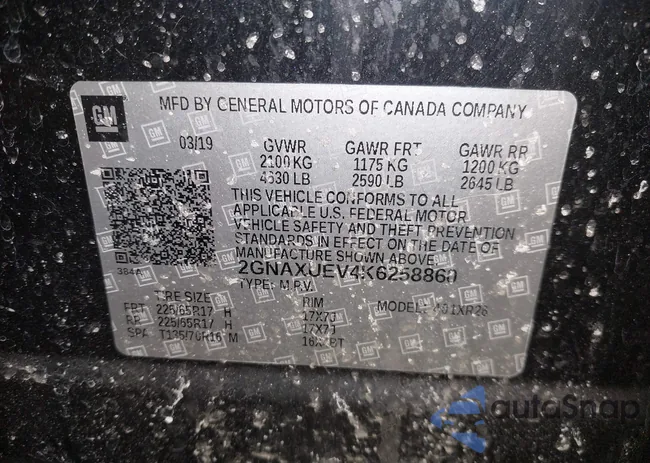 GM
MFD BY GENERAL MOTORS OF CANADA COMPANY
03/19 GVWR GAWR FRT GAWR RR
2100 KG 1175 KG 1200 KG
4630 LB 2590 LB 2645 LB
THIS VEHICLE CONFORMS TO ALL
APPLICABLE U.S. FEDERAL MOTOR
VEHICLE SAFETY AND THEFT PREVENTION
STANDARDS IN EFFECT ON THE DATE OF
MANUFACTURE SHOWN ABOVE.
384A 2GNAXUEV4K6258860
TYPE: M.P.V.
TIRE SIZE RIM MODEL:
FRT 225/65R17 H 17X7J
RR 225/65R17 H 17X7J
SPA T135/70R16 M
autoSnap